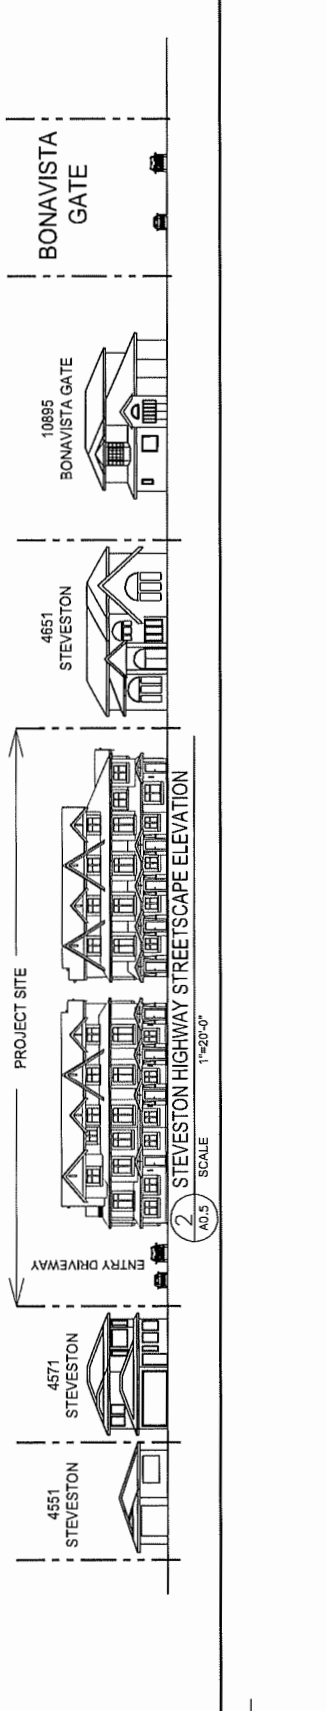 PROJECT SITE
4551
STEVESTON
4571
STEVESTON
ENTRY DRIVEWAY
4651
STEVESTON
10895
BONAVISTA GATE
BONAVISTA
GATE
2
A0.5
STEVESTON HIGHWAY STREETSCAPE ELEVATION
SCALE
1"=20'-0"